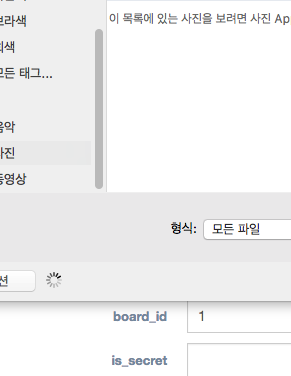 보라색
회색
모든 태그...
음악
사진
동영상
이 목록에 있는 사진을 보려면 사진 Ap
형식: 모든 파일
션
board_id 1
is_secret